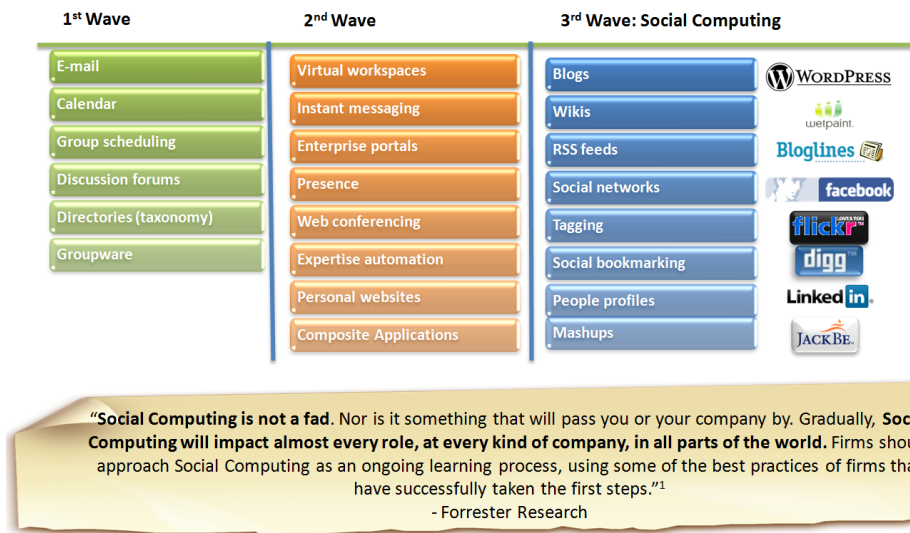 1st Wave
2nd Wave
3rd Wave: Social Computing
E-mail
Calendar
Group scheduling
Discussion forums
Directories (taxonomy)
Groupware
Virtual workspaces
Instant messaging
Enterprise portals
Presence
Web conferencing
Expertise automation
Personal websites
Composite Applications
Blogs
Wikis
RSS feeds
Social networks
Tagging
Social bookmarking
People profiles
Mashups
WORDPRESS
wetpaint
Bloglines
facebook
flickr™
digg™
Linked in®
JACKBE.
“Social Computing is not a fad. Nor is it something that will pass you or your company by. Gradually, Soc
Computing will impact almost every role, at every kind of company, in all parts of the world. Firms shou
approach Social Computing as an ongoing learning process, using some of the best practices of firms tha
have successfully taken the first steps.”1
- Forrester Research